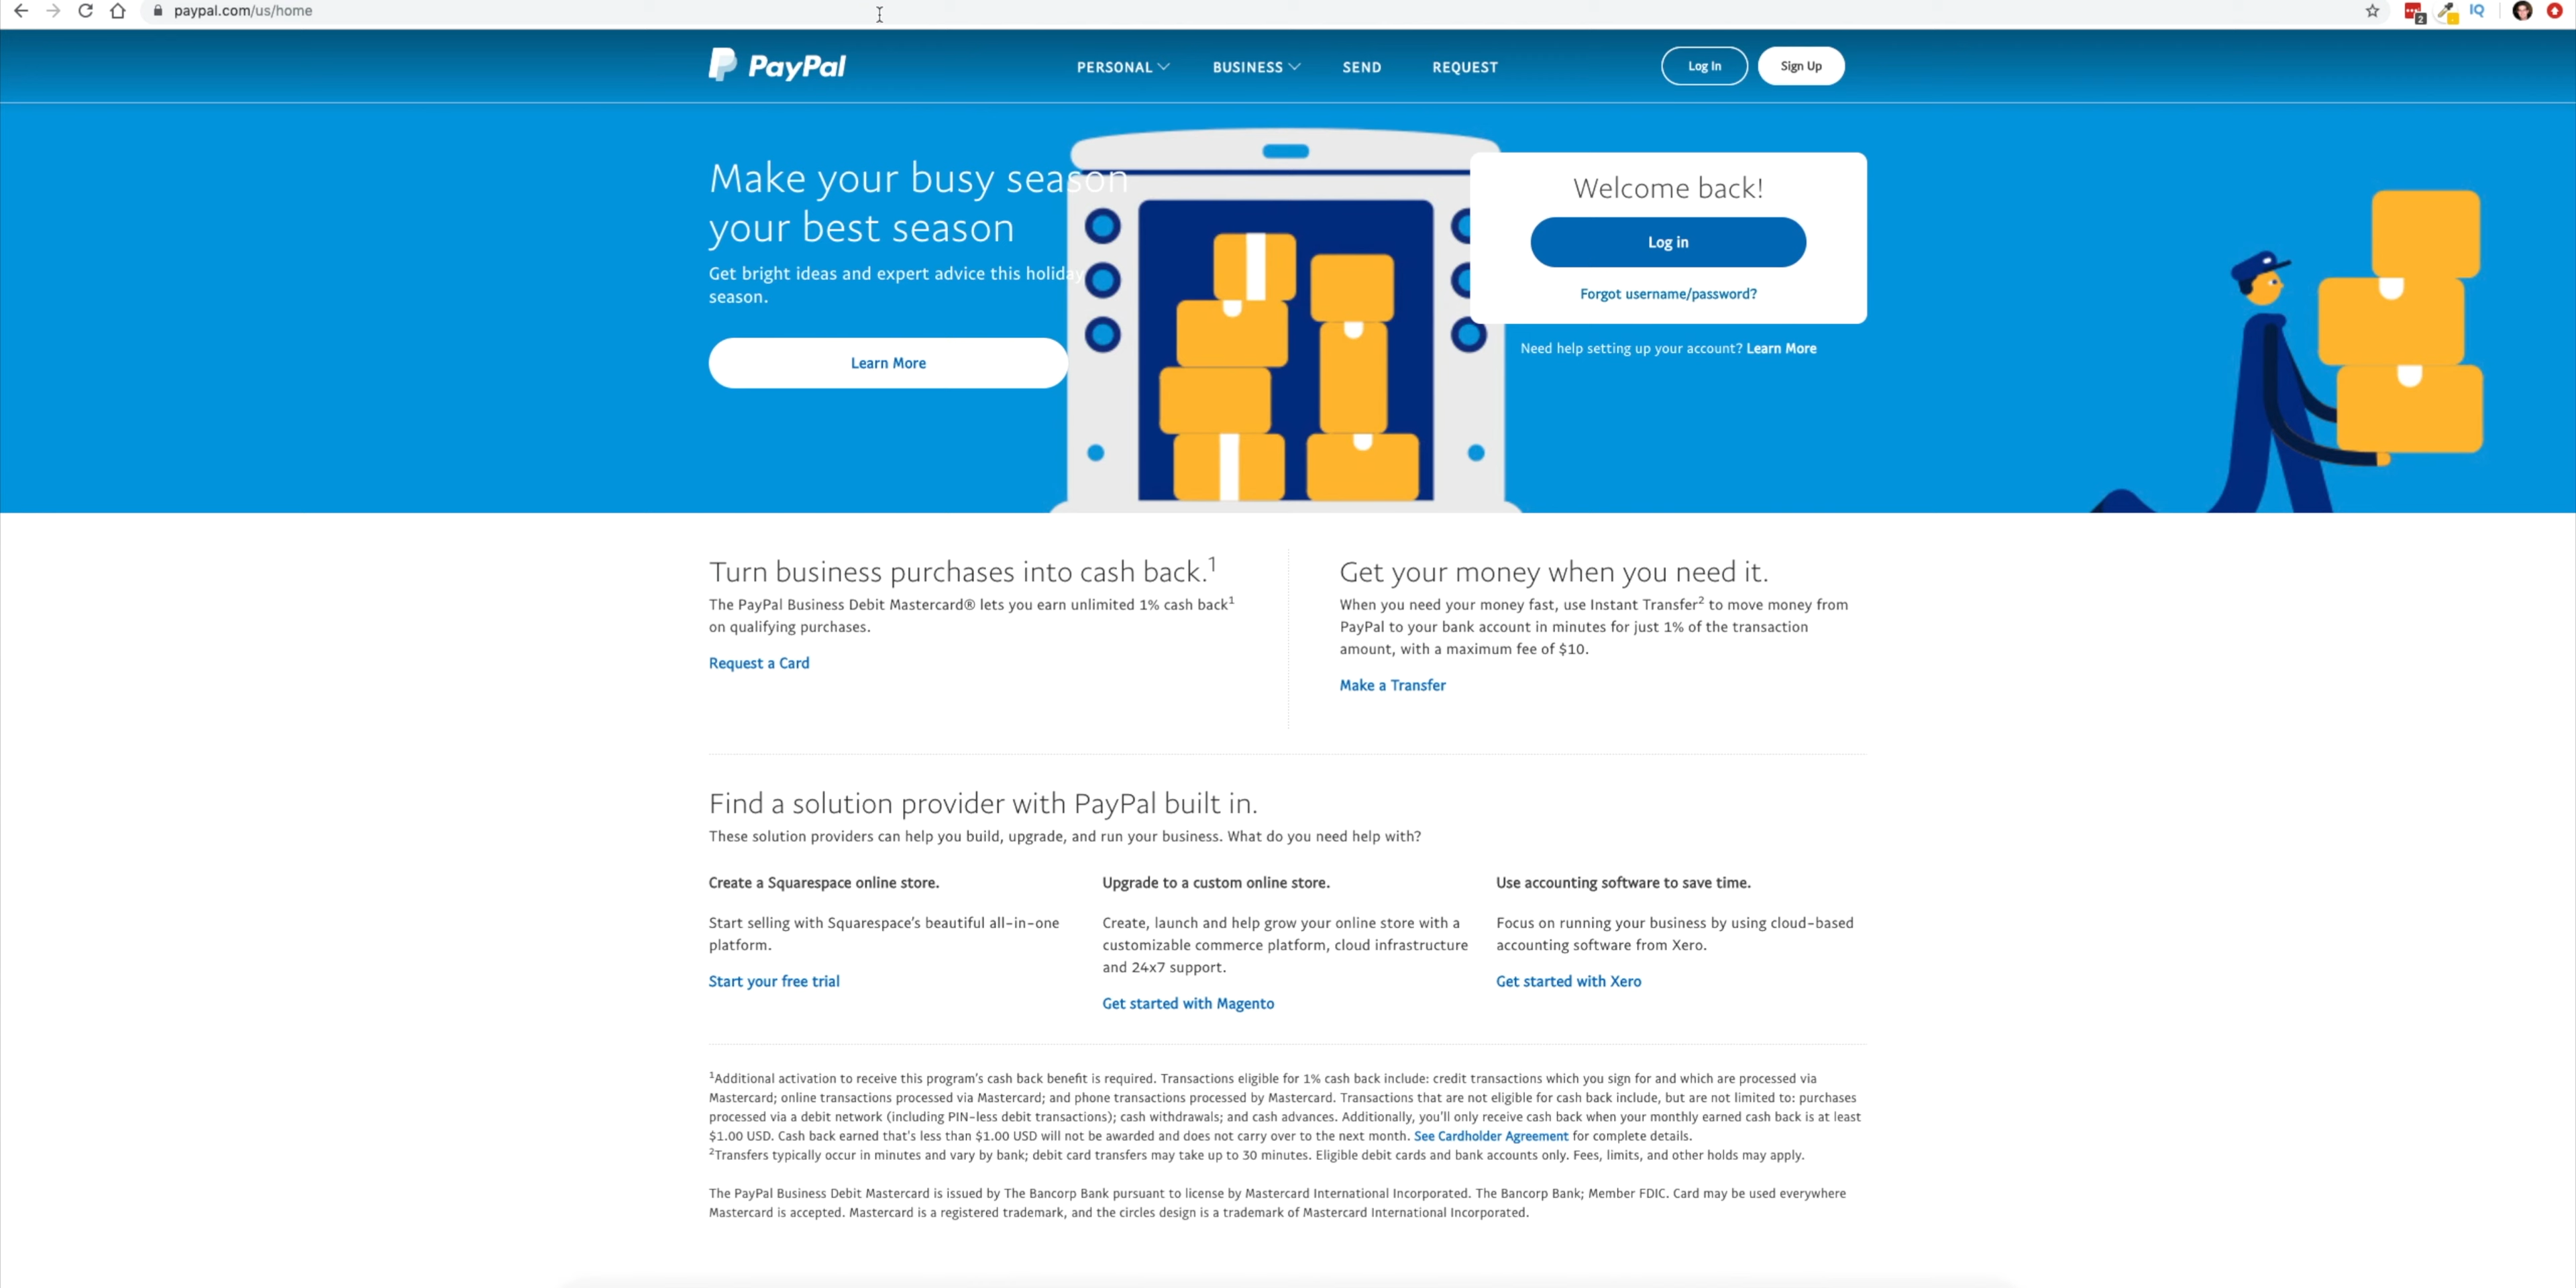 paypal.com/us/home
2
IQ
PayPal
PERSONAL
BUSINESS
SEND
REQUEST
Log In
Sign Up
Make your busy season
your best season
Get bright ideas and expert advice this holiday
season.
Learn More
Welcome back!
Log in
Forgot username/password?
Need help setting up your account? Learn More
Turn business purchases into cash back.¹
The PayPal Business Debit Mastercard® lets you earn unlimited 1% cash back¹
on qualifying purchases.
Request a Card
Get your money when you need it.
When you need your money fast, use Instant Transfer² to move money from
PayPal to your bank account in minutes for just 1% of the transaction
amount, with a maximum fee of $10.
Make a Transfer
Find a solution provider with PayPal built in.
These solution providers can help you build, upgrade, and run your business. What do you need help with?
Create a Squarespace online store.
Start selling with Squarespace's beautiful all-in-one
platform.
Start your free trial
Upgrade to a custom online store.
Create, launch and help grow your online store with a
customizable commerce platform, cloud infrastructure
and 24x7 support.
Get started with Magento
Use accounting software to save time.
Focus on running your business by using cloud-based
accounting software from Xero.
Get started with Xero
¹Additional activation to receive this program's cash back benefit is required. Transactions eligible for 1% cash back include: credit transactions which you sign for and which are processed via
Mastercard; online transactions processed via Mastercard; and phone transactions processed by Mastercard. Transactions that are not eligible for cash back include, but are not limited to: purchases
processed via a debit network (including PIN-less debit transactions); cash withdrawals; and cash advances. Additionally, you'll only receive cash back when your monthly earned cash back is at least
$1.00 USD. Cash back earned that's less than $1.00 USD will not be awarded and does not carry over to the next month. See Cardholder Agreement for complete details.
²Transfers typically occur in minutes and vary by bank; debit card transfers may take up to 30 minutes. Eligible debit cards and bank accounts only. Fees, limits, and other holds may apply.
The PayPal Business Debit Mastercard is issued by The Bancorp Bank pursuant to license by Mastercard International Incorporated. The Bancorp Bank; Member FDIC. Card may be used everywhere
Mastercard is accepted. Mastercard is a registered trademark, and the circles design is a trademark of Mastercard International Incorporated.